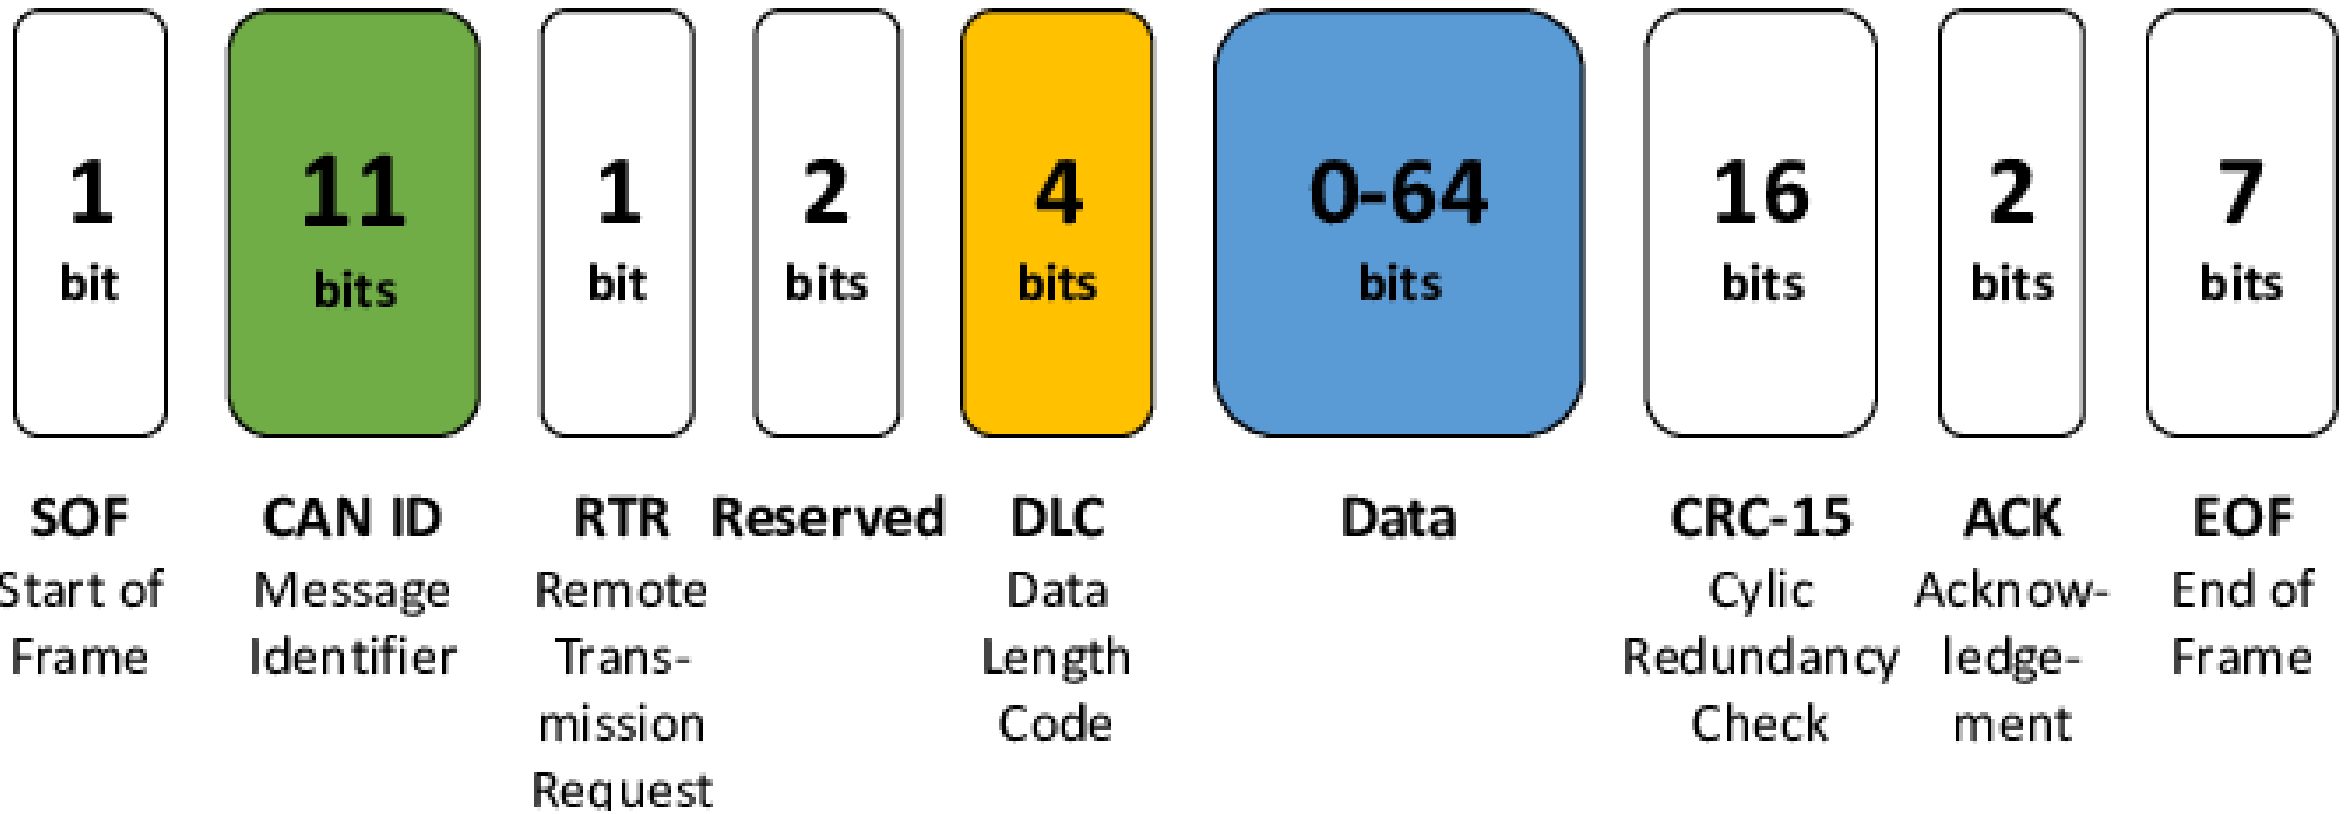 1
bit
11
bits
1
bit
2
bits
4
bits
0-64
bits
16
bits
2
bits
7
bits
SOF
Start of
Frame
CAN ID
Message
Identifier
RTR
Remote
Trans-
mission
Request
Reserved
DLC
Data
Length
Code
Data
CRC-15
Cylic
Redundancy
Check
ACK
Acknow-
ledge-
ment
EOF
End of
Frame